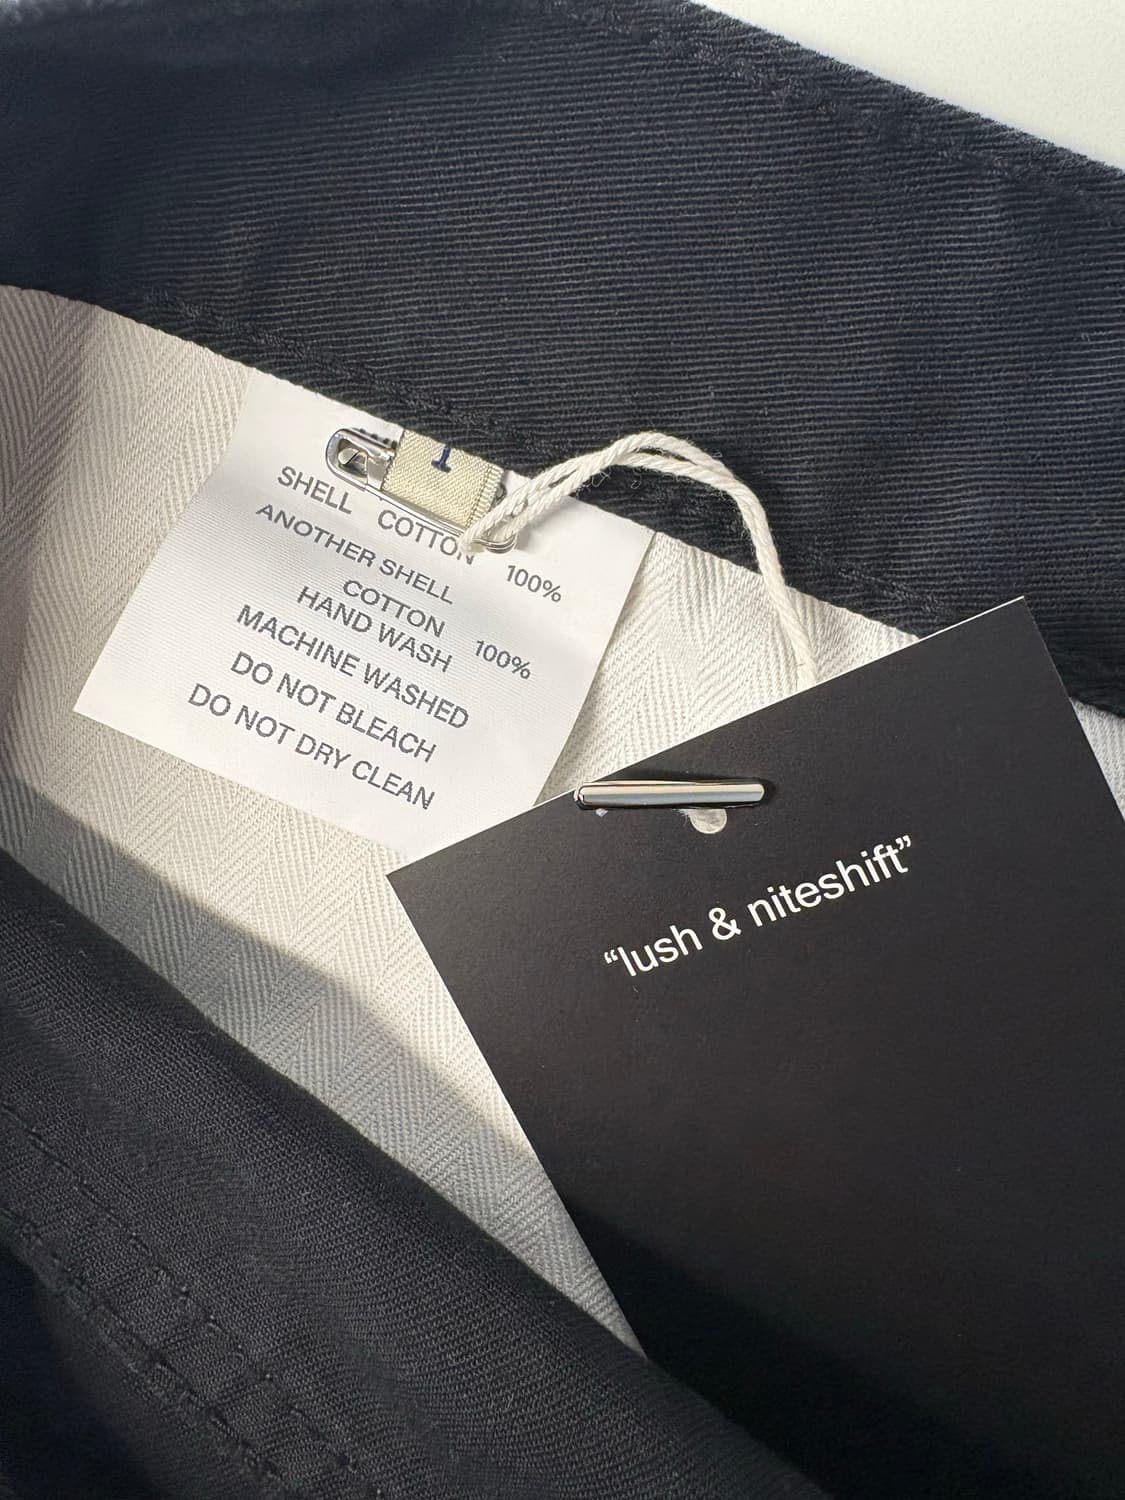 1
SHELL COTTON 100%
ANOTHER SHELL
COTTON 100%
HAND WASH
MACHINE WASHED
DO NOT BLEACH
DO NOT DRY CLEAN
“lush & niteshift”